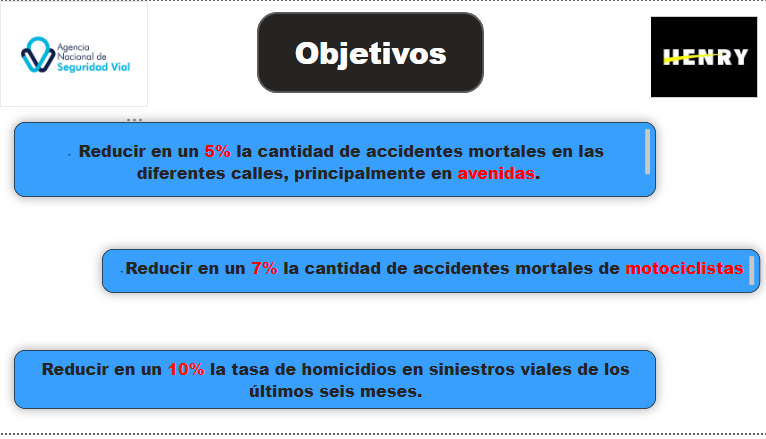 Agencia
Nacional de
Seguridad Vial
Objetivos
HENRY
...
. Reducir en un 5% la cantidad de accidentes mortales en las
diferentes calles, principalmente en avenidas.
. Reducir en un 7% la cantidad de accidentes mortales de motociclistas
Reducir en un 10% la tasa de homicidios en siniestros viales de los
últimos seis meses.